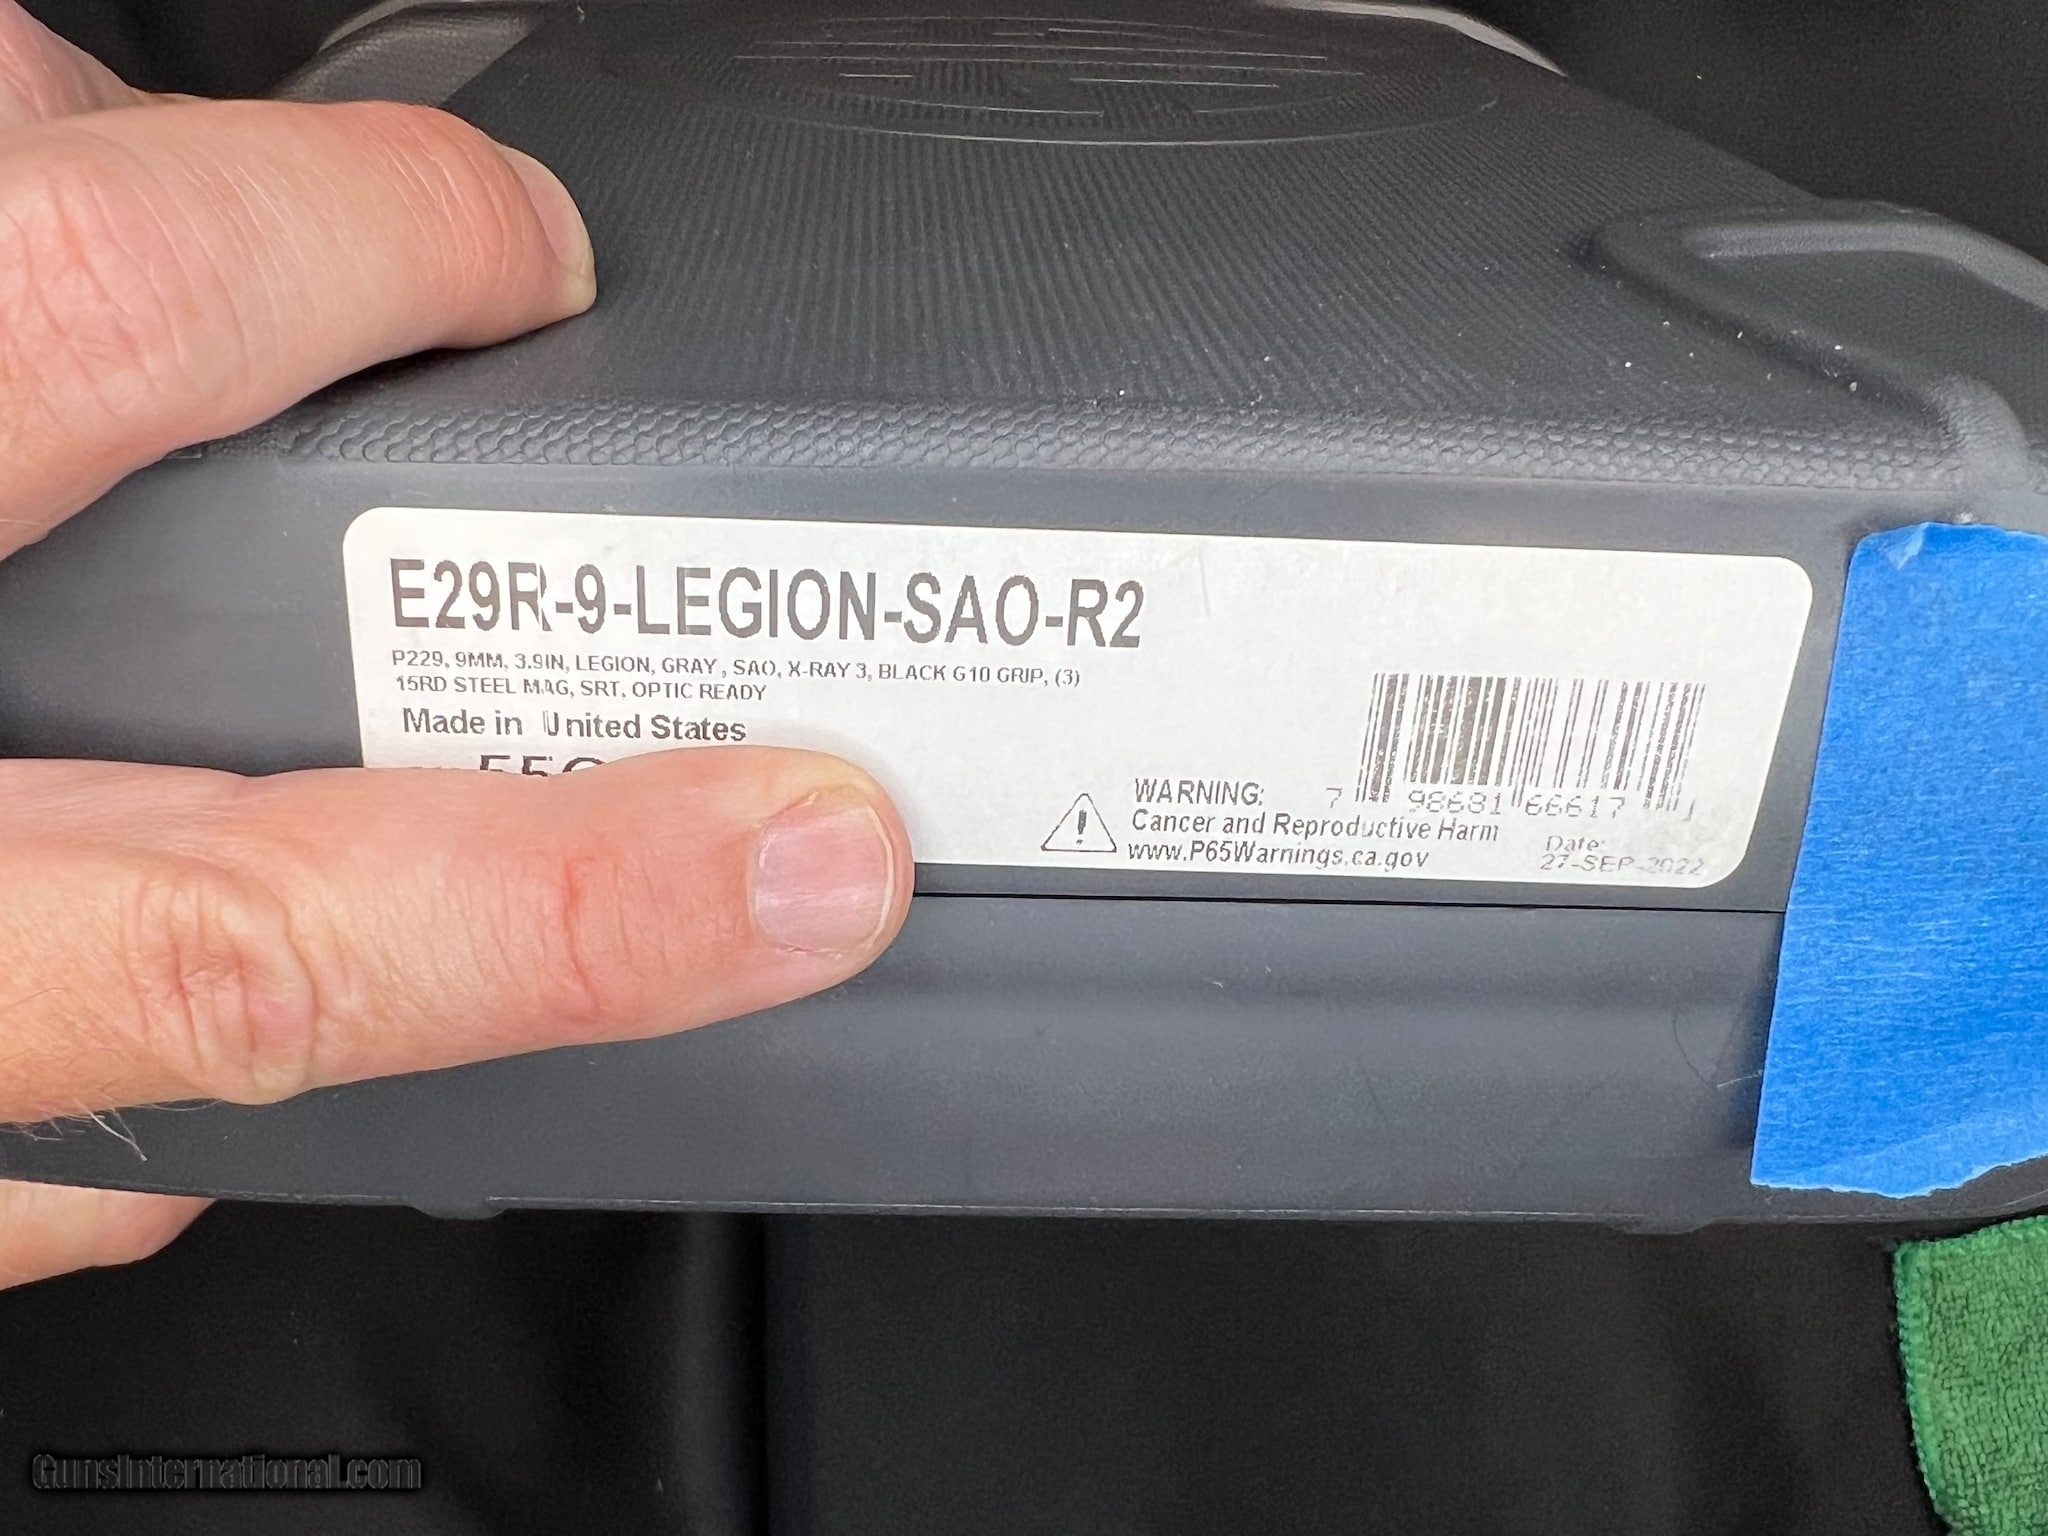 E29R-9-LEGION-SAO-R2
P229, 9MM, 3.9IN, LEGION, GRAY , SAO, X-RAY 3, BLACK G10 GRIP, (3)
15RD STEEL MAG, SRT, OPTIC READY
Made in United States
WARNING:
Cancer and Reproductive Harm
www.P65Warnings.ca.gov
7 98681 66617 1
Date:
27-SEP-2022
GunsInternational.com